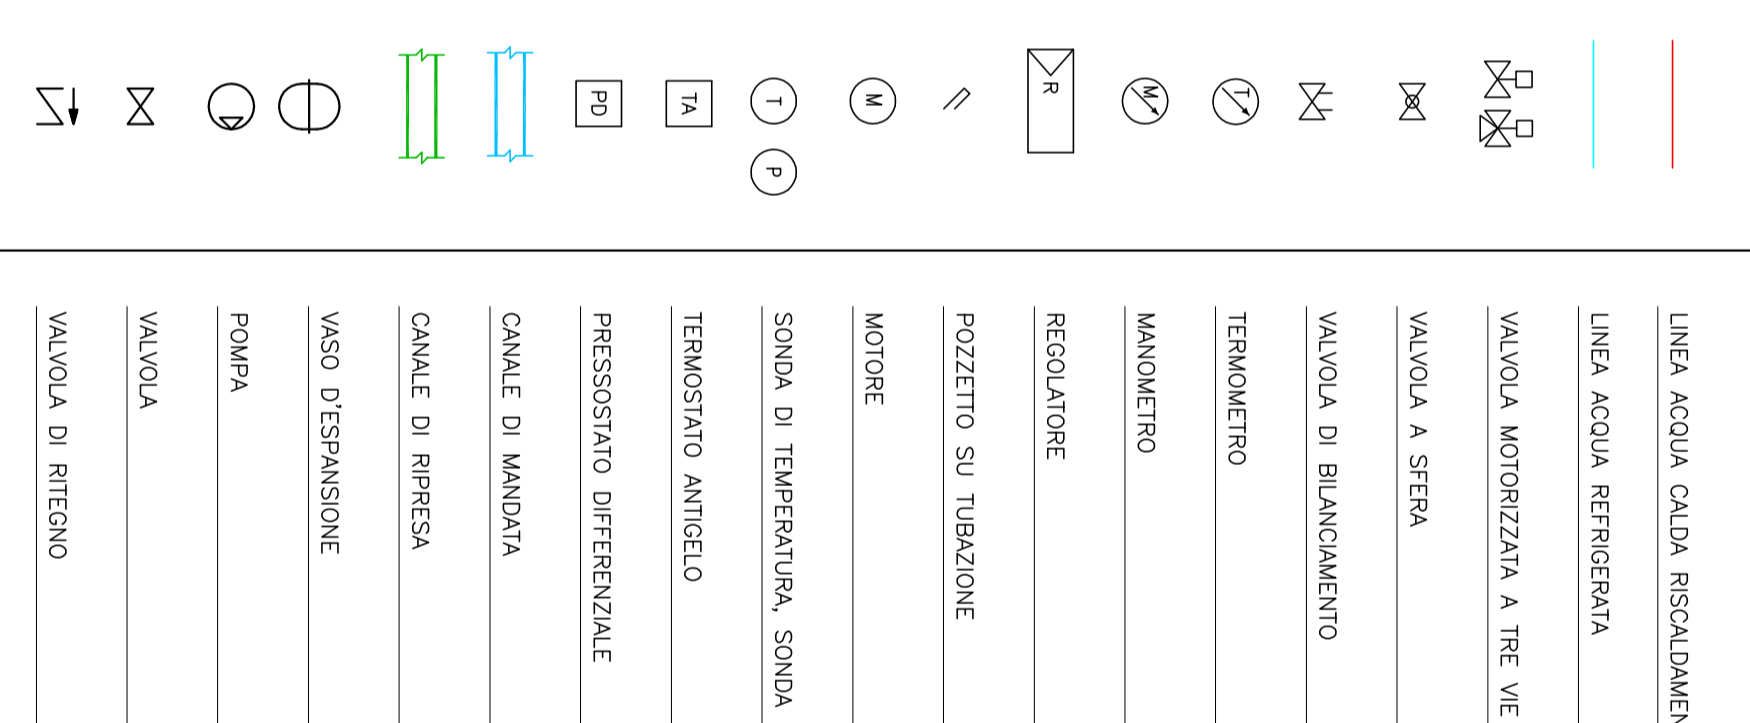 LINEA ACQUA CALDA RISCALDAMEN
LINEA ACQUA REFRIGERATA
VALVOLA MOTORIZZATA A TRE VIE
VALVOLA A SFERA
VALVOLA DI BILANCIAMENTO
T TERMOMETRO
M MANOMETRO
R REGOLATORE
POZZETTO SU TUBAZIONE
M MOTORE
T P SONDA DI TEMPERATURA, SONDA
TA TERMOSTATO ANTIGELO
PD PRESSOSTATO DIFFERENZIALE
CANALE DI MANDATA
CANALE DI RIPRESA
VASO D'ESPANSIONE
POMPA
VALVOLA
VALVOLA DI RITEGNO